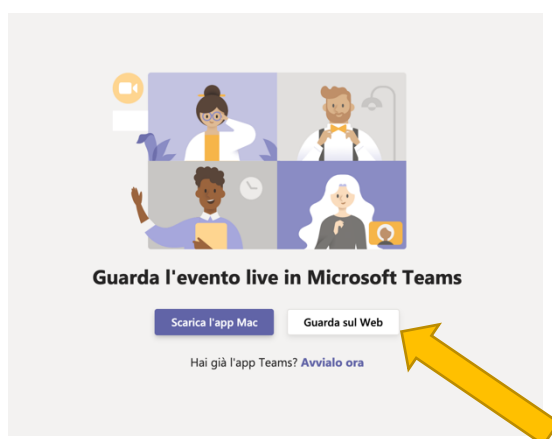 Guarda l'evento live in Microsoft Teams
Scarica l'app Mac Guarda sul Web
Hai già l'app Teams? Avvialo ora